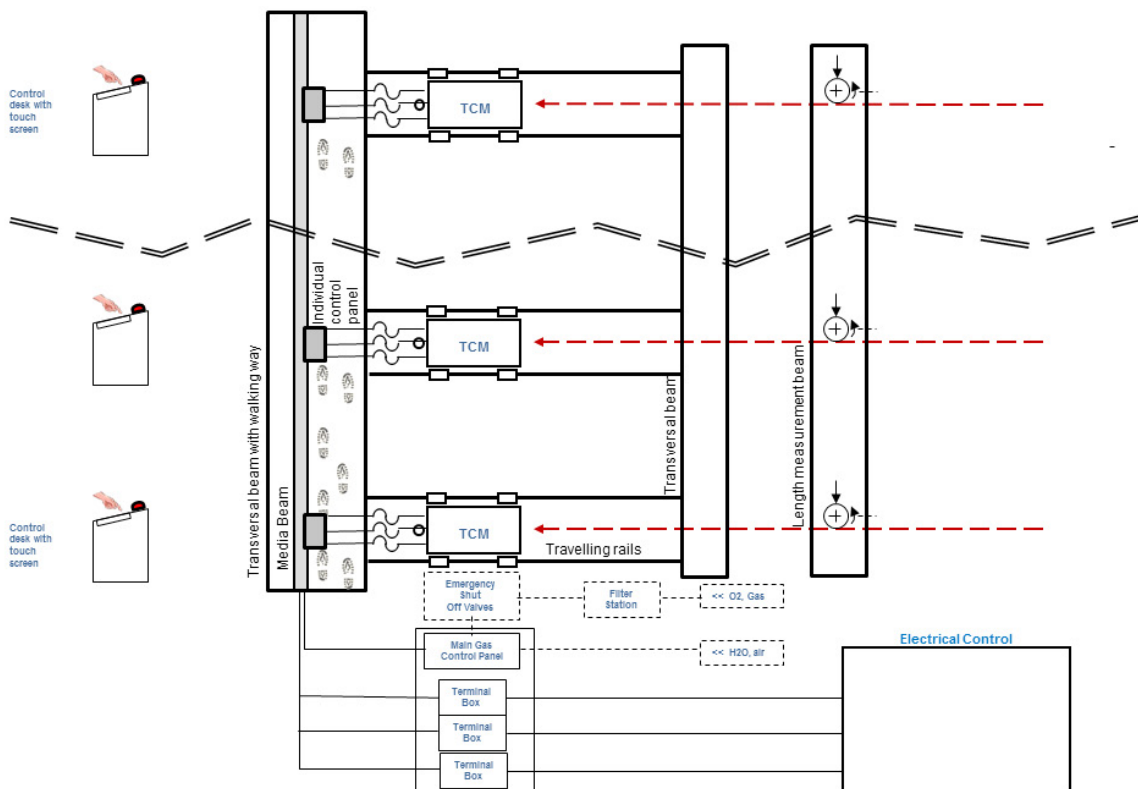 Control
desk with
touch
screen
TCM
Individual
control
panel
TCM
Transversal beam with walking way
Media Beam
Transversal beam
Length measurement beam
Control
desk with
touch
screen
TCM
Travelling rails
Emergency
Shut
Off Valves
Filter
Station
<< O2, Gas
Main Gas
Control Panel
<< H2O, air
Electrical Control
Terminal
Box
Terminal
Box
Terminal
Box